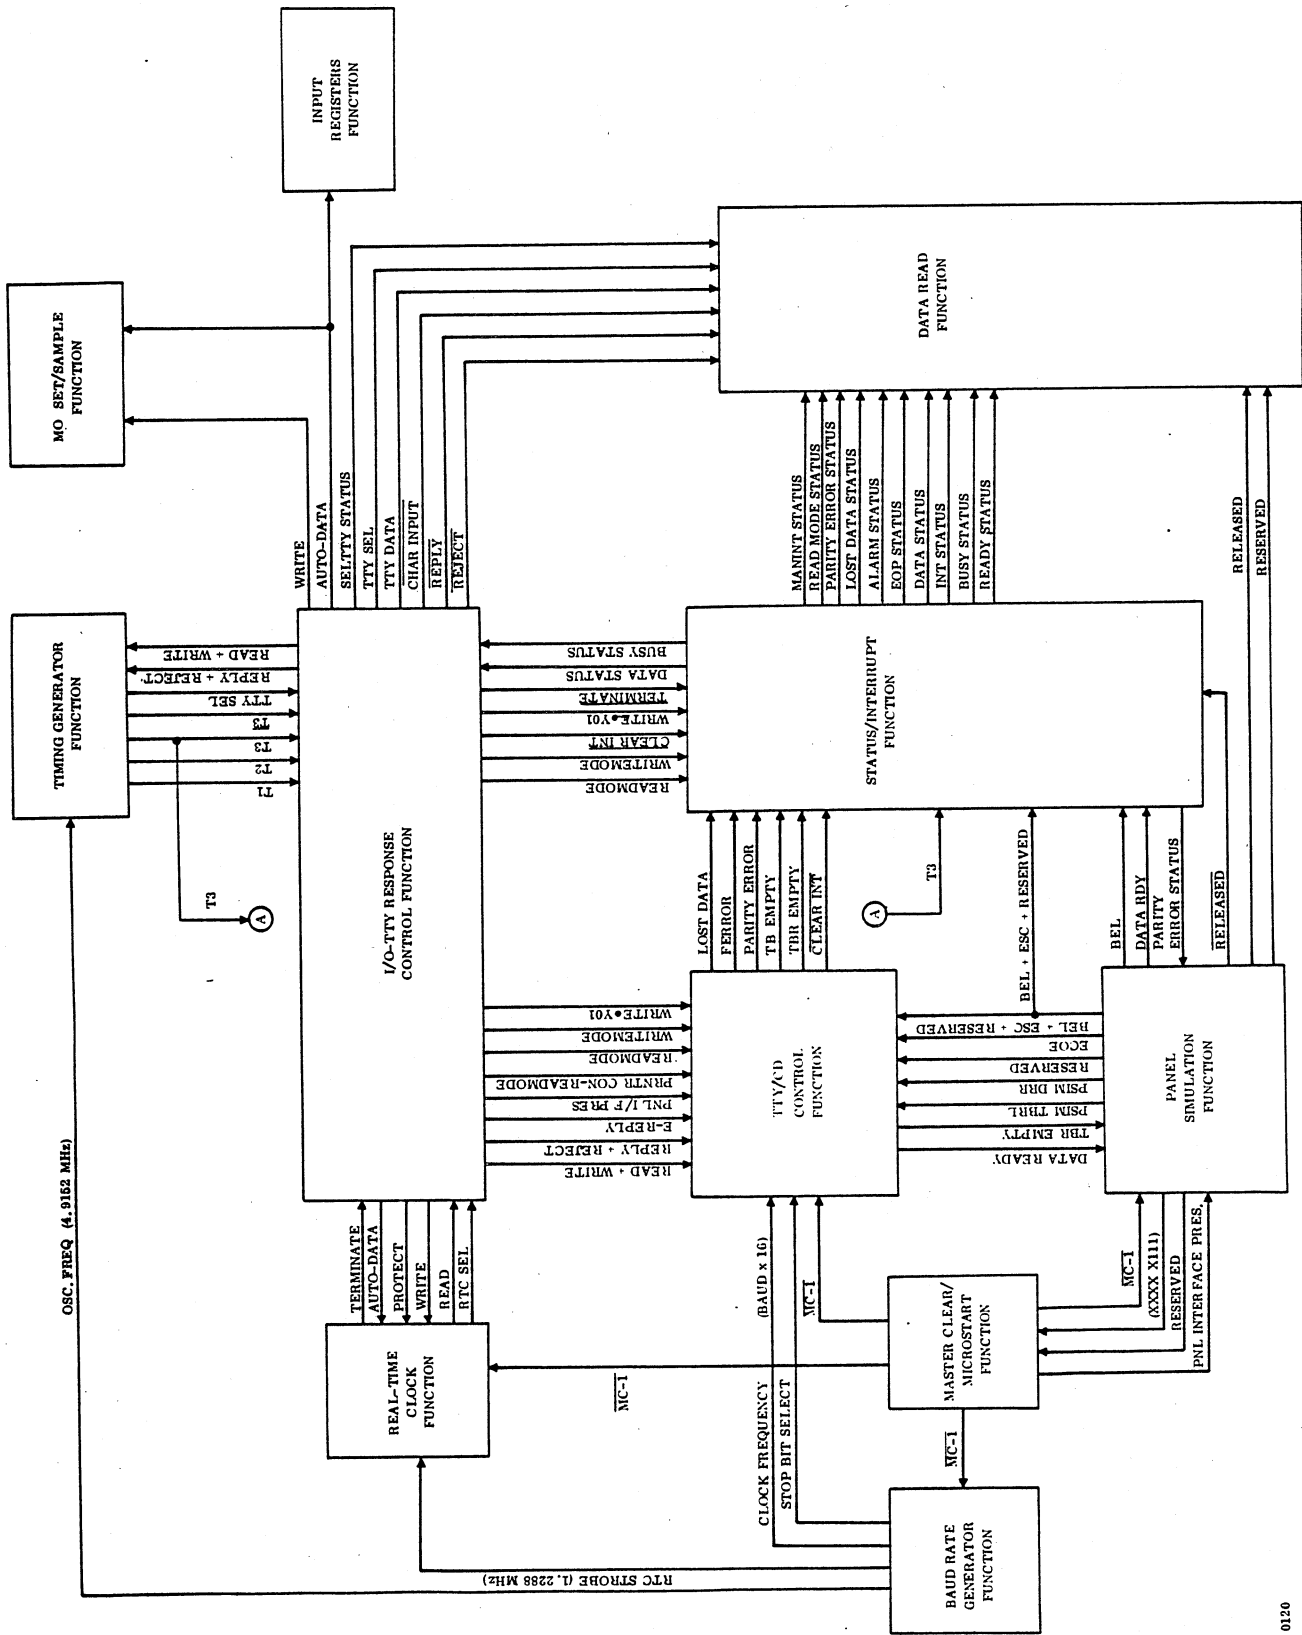 OSC. FREQ (4.9152 MHz)
TIMING GENERATOR
FUNCTION
MO SET/SAMPLE
FUNCTION
INPUT
REGISTERS
FUNCTION
T1
T2
T3
T3
TTY SEL
REPLY + REJECT
READ + WRITE
T3
A
WRITE
AUTO-DATA
SELTTY STATUS
TTY SEL
TTY DATA
CHAR INPUT
REPLY
REJECT
I/O-TTY RESPONSE
CONTROL FUNCTION
TERMINATE
AUTO-DATA
PROTECT
WRITE
READ
RTC SEL
REAL-TIME
CLOCK
FUNCTION
MC-1
RTC STROBE (1.2288 MHz)
READ + WRITE
REPLY + REJECT
E-REPLY
PNL I/F PRES
PRNTR CON-READMODE
READMODE
WRITEMODE
WRITE•Y01
READMODE
WRITEMODE
CLEAR INT
WRITE•Y01
TERMINATE
DATA STATUS
BUSY STATUS
CLOCK FREQUENCY (BAUD x 16)
STOP BIT SELECT
MC-1
TTY/CD
CONTROL
FUNCTION
LOST DATA
FERROR
PARITY ERROR
TB EMPTY
TBR EMPTY
CLEAR INT
A
T3
BEL + ESC + RESERVED
STATUS/INTERRUPT
FUNCTION
MANINT STATUS
READ MODE STATUS
PARITY ERROR STATUS
LOST DATA STATUS
ALARM STATUS
EOP STATUS
DATA STATUS
INT STATUS
BUSY STATUS
READY STATUS
DATA READ
FUNCTION
DATA READY
TBR EMPTY
PSIM TBRL
PSIM DRR
RESERVED
ECOE
BEL + ESC + RESERVED
BEL
DATA RDY
PARITY
ERROR STATUS
RELEASED
RELEASED
RESERVED
BAUD RATE
GENERATOR
FUNCTION
MC-1
MASTER CLEAR/
MICROSTART
FUNCTION
MC-1
(XXXX X111)
RESERVED
PNL INTERFACE PRES.
PANEL
SIMULATION
FUNCTION
0120